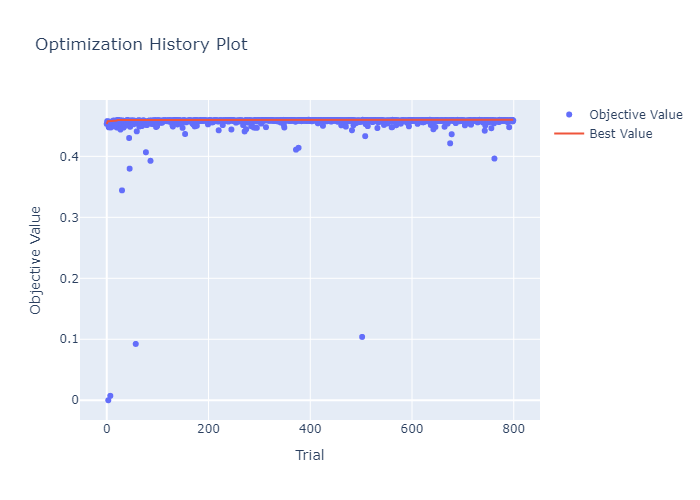 Optimization History Plot
Objective Value
Best Value
0.4
0.3
0.2
0.1
0
Objective Value
0
200
400
600
800
Trial